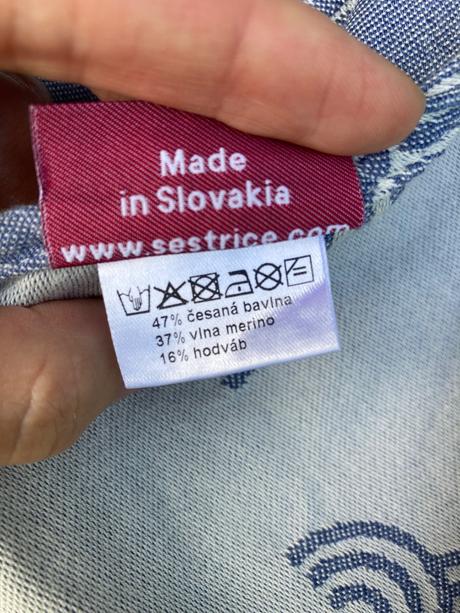 Made
in Slovakia
www.sestrice.com
47% česaná bavlna
37% vlna merino
16% hodváb